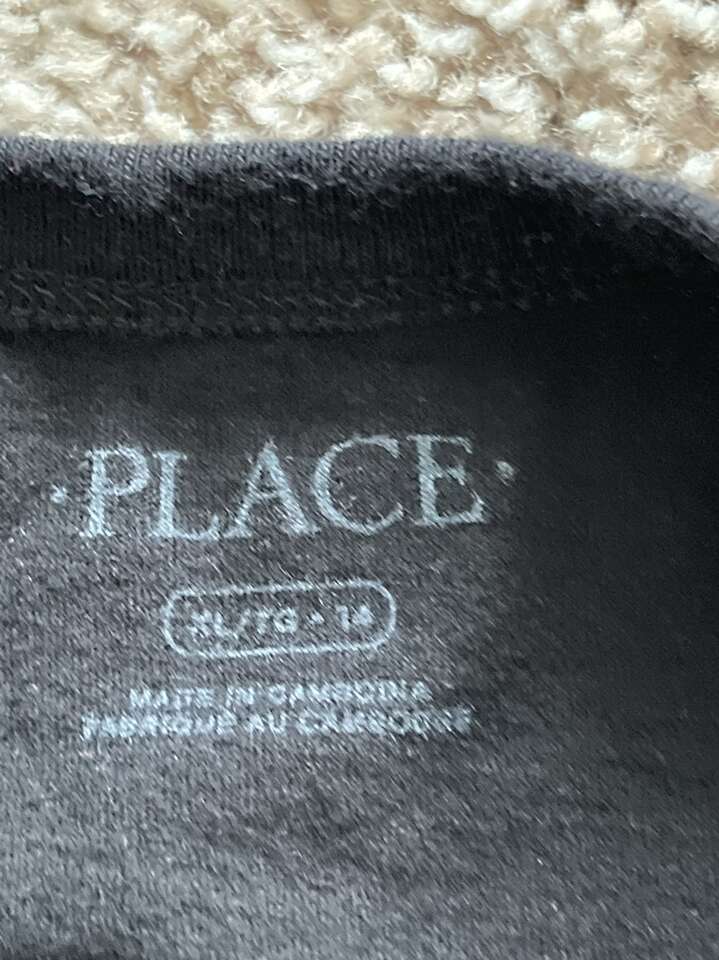 ·PLACE·
XL/TG • 14
MADE IN CAMBODIA
FABRIQUÉ AU CAMBODGE